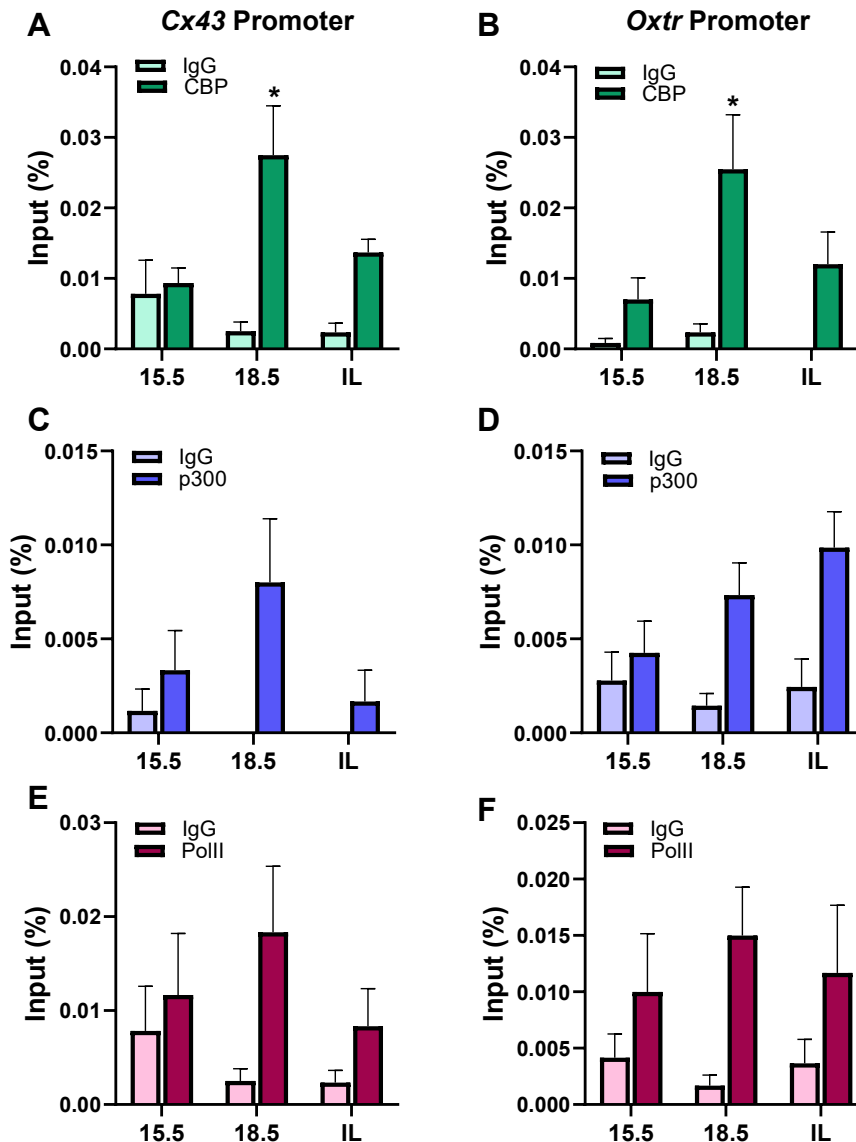 A
Cx43 Promoter
IgG
CBP
0.04
0.03
0.02
0.01
0.00
Input (%)
*
15.5 18.5 IL
B
Oxtr Promoter
IgG
CBP
0.04
0.03
0.02
0.01
0.00
Input (%)
*
15.5 18.5 IL
C
IgG
p300
0.015
0.010
0.005
0.000
Input (%)
15.5 18.5 IL
D
IgG
p300
0.015
0.010
0.005
0.000
Input (%)
15.5 18.5 IL
E
IgG
PolII
0.03
0.02
0.01
0.00
Input (%)
15.5 18.5 IL
F
IgG
PolII
0.025
0.020
0.015
0.010
0.005
0.000
Input (%)
15.5 18.5 IL